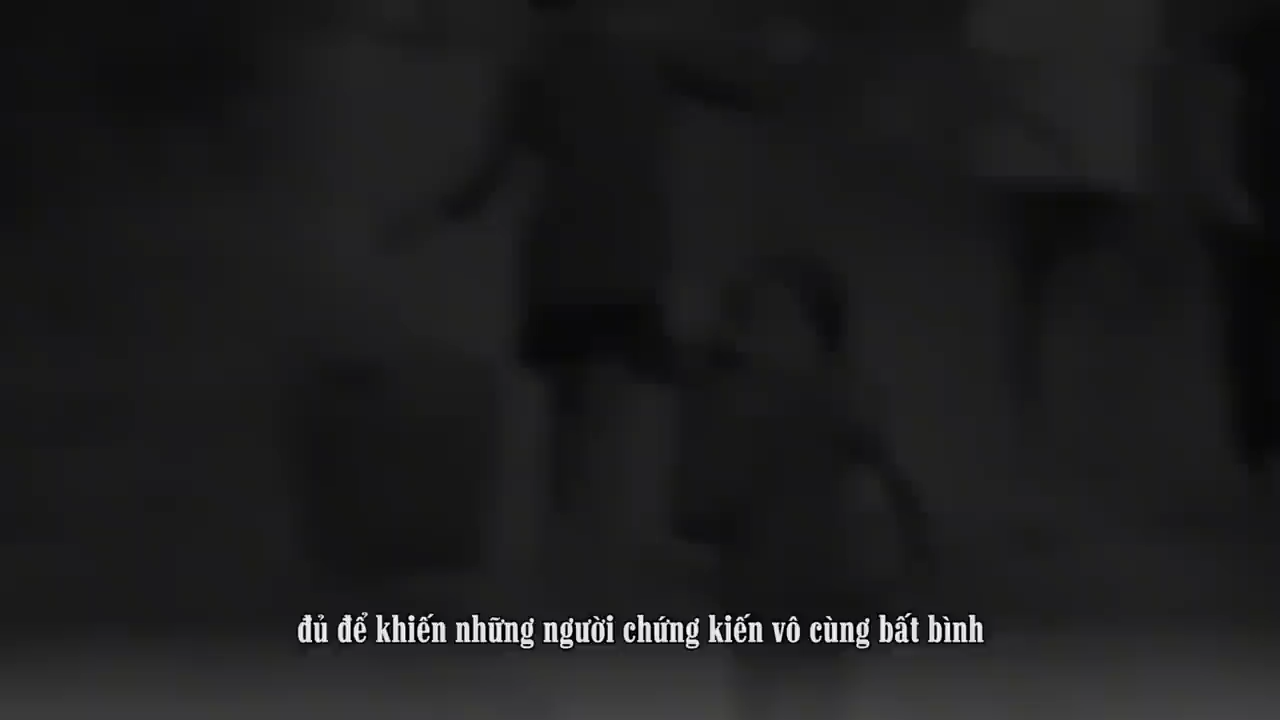 đủ để khiến những người chứng kiến vô cùng bất bình